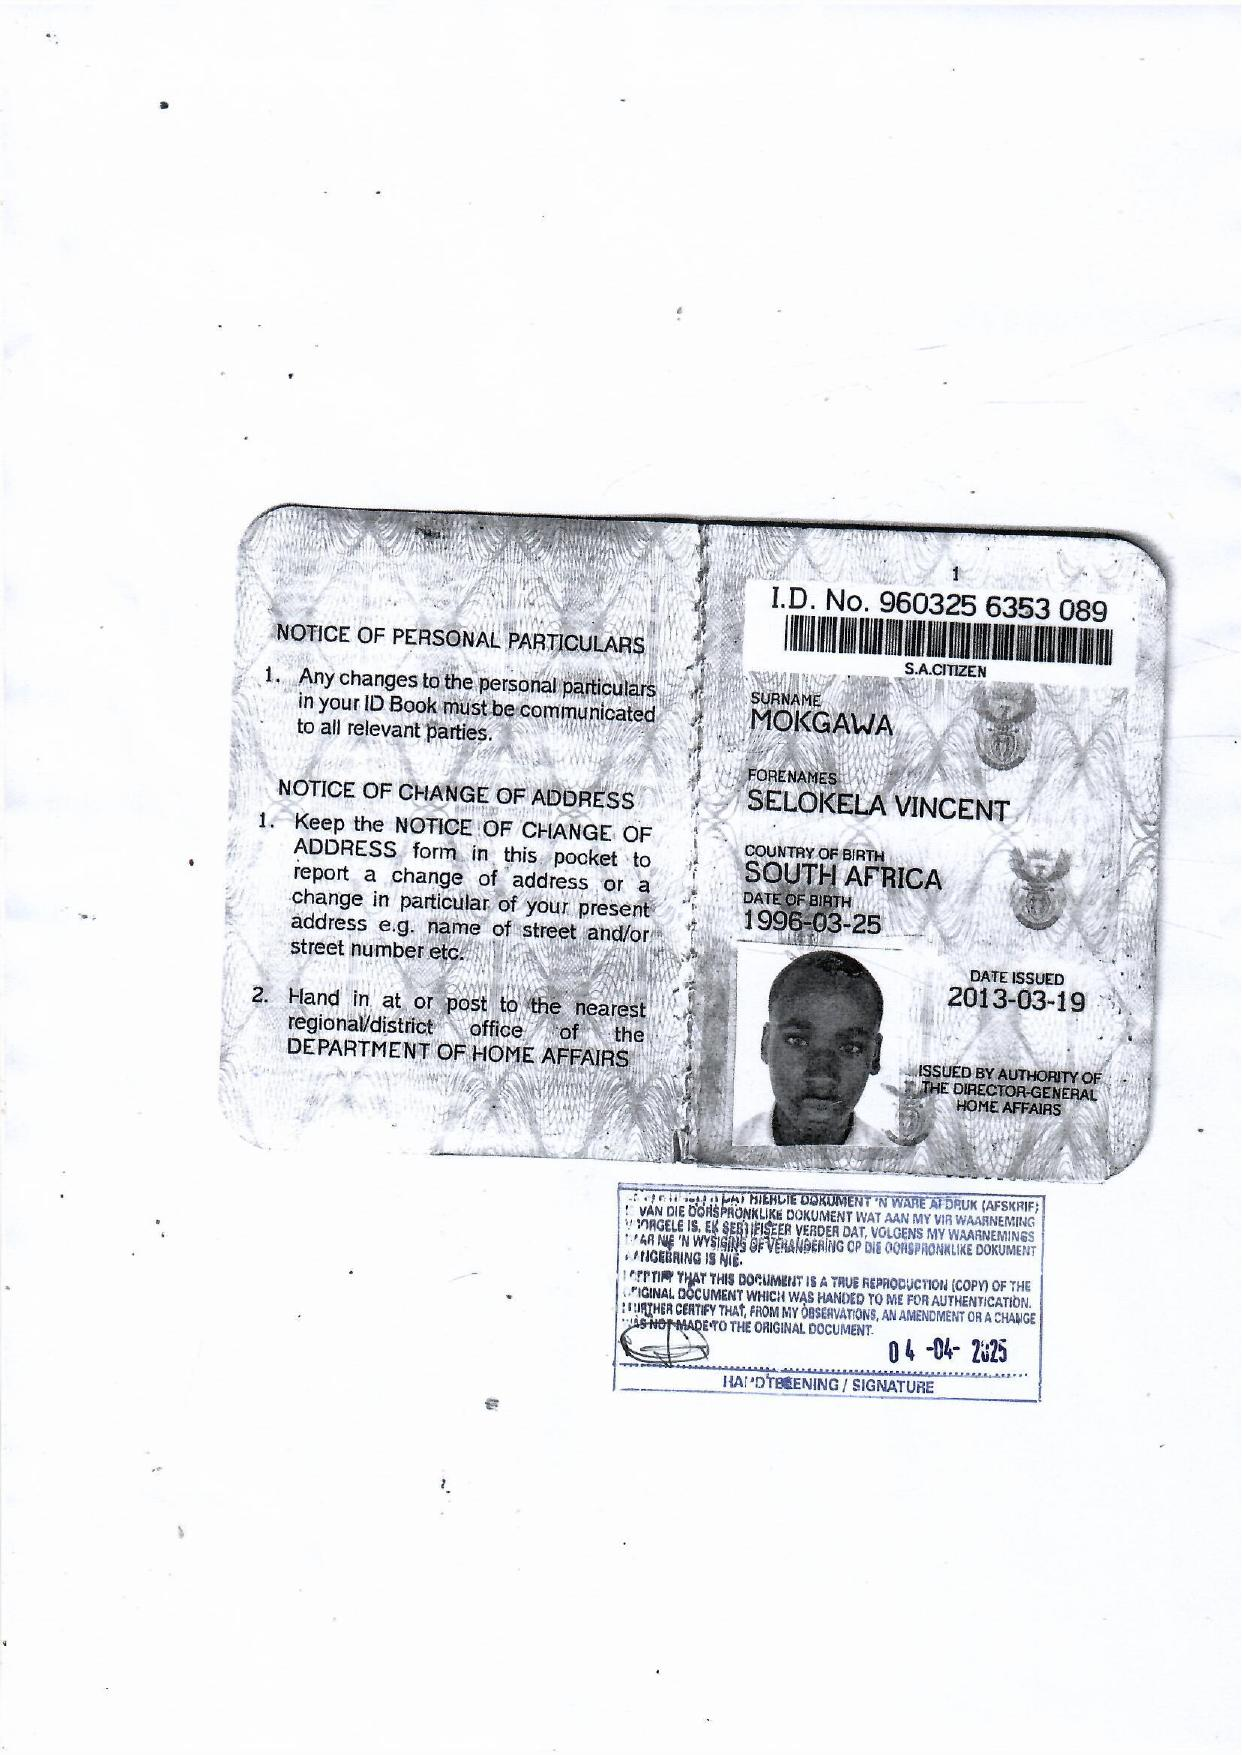 NOTICE OF PERSONAL PARTICULARS
1. Any changes to the personal particulars
in your ID Book must be communicated
to all relevant parties.
NOTICE OF CHANGE OF ADDRESS
1. Keep the NOTICE OF CHANGE OF
ADDRESS form in this pocket to
report a change of address or a
change in particular of your present
address e.g. name of street and/or
street number etc.
2. Hand in at or post to the nearest
regional/district office of the
DEPARTMENT OF HOME AFFAIRS
1
I.D. No. 960325 6353 089
S.A.CITIZEN
SURNAME
MOKGAWA
FORENAMES
SELOKELA VINCENT
COUNTRY OF BIRTH
SOUTH AFRICA
DATE OF BIRTH
1996-03-25
DATE ISSUED
2013-03-19
ISSUED BY AUTHORITY OF
THE DIRECTOR-GENERAL
HOME AFFAIRS
HIERDIE DOKUMENT 'N WARE AFDRUK (AFSKRIF)
VAN DIE OORSPRONKLIKE DOKUMENT WAT AAN MY VIR WAARNEMING
IS, EK SERTIFISEER VERDER DAT, VOLGENS MY WAARNEMINGS
'N WYSIGING OF VERANDERING OP DIE OORSPRONKLIKE DOKUMENT
IS NIE.
THAT THIS DOCUMENT IS A TRUE REPRODUCTION (COPY) OF THE
DOCUMENT WHICH WAS HANDED TO ME FOR AUTHENTICATION.
CERTIFY THAT, FROM MY OBSERVATIONS, AN AMENDMENT OR A CHANGE
NOT MADE TO THE ORIGINAL DOCUMENT.
04 -04- 2025
/ SIGNATURE